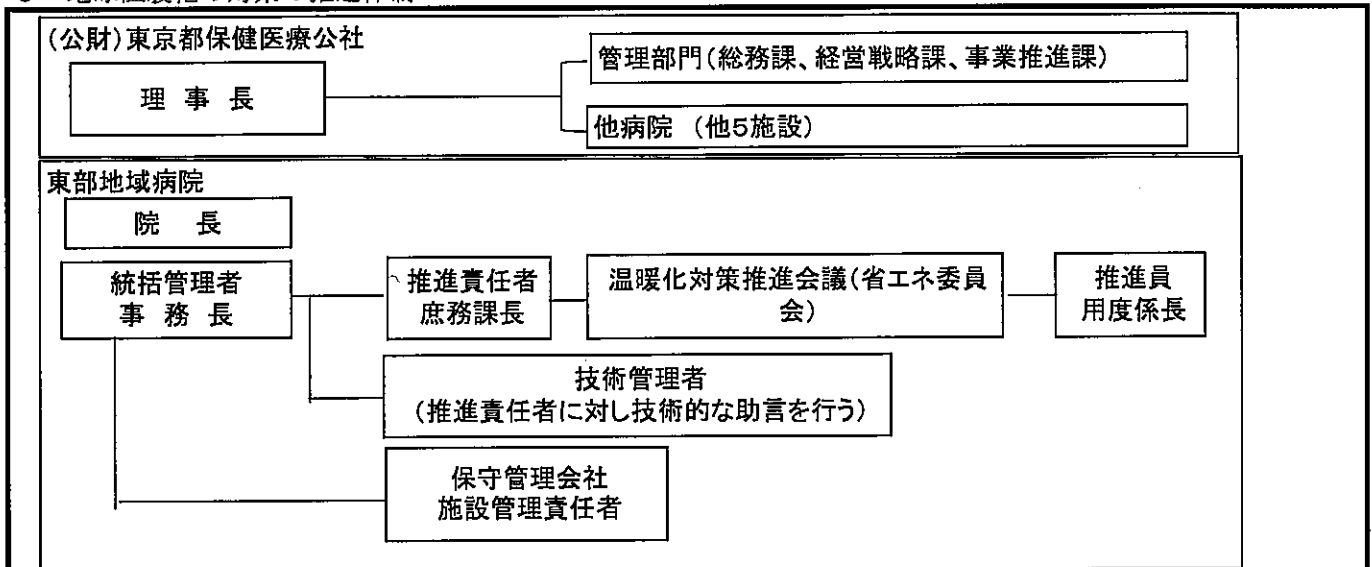 (公財)東京都保健医療公社
理 事 長
管理部門(総務課、経営戦略課、事業推進課)
他病院 (他5施設)
東部地域病院
院 長
統括管理者
事 務 長
推進責任者
庶務課長
温暖化対策推進会議(省エネ委員
会)
推進員
用度係長
技術管理者
(推進責任者に対し技術的な助言を行う)
保守管理会社
施設管理責任者